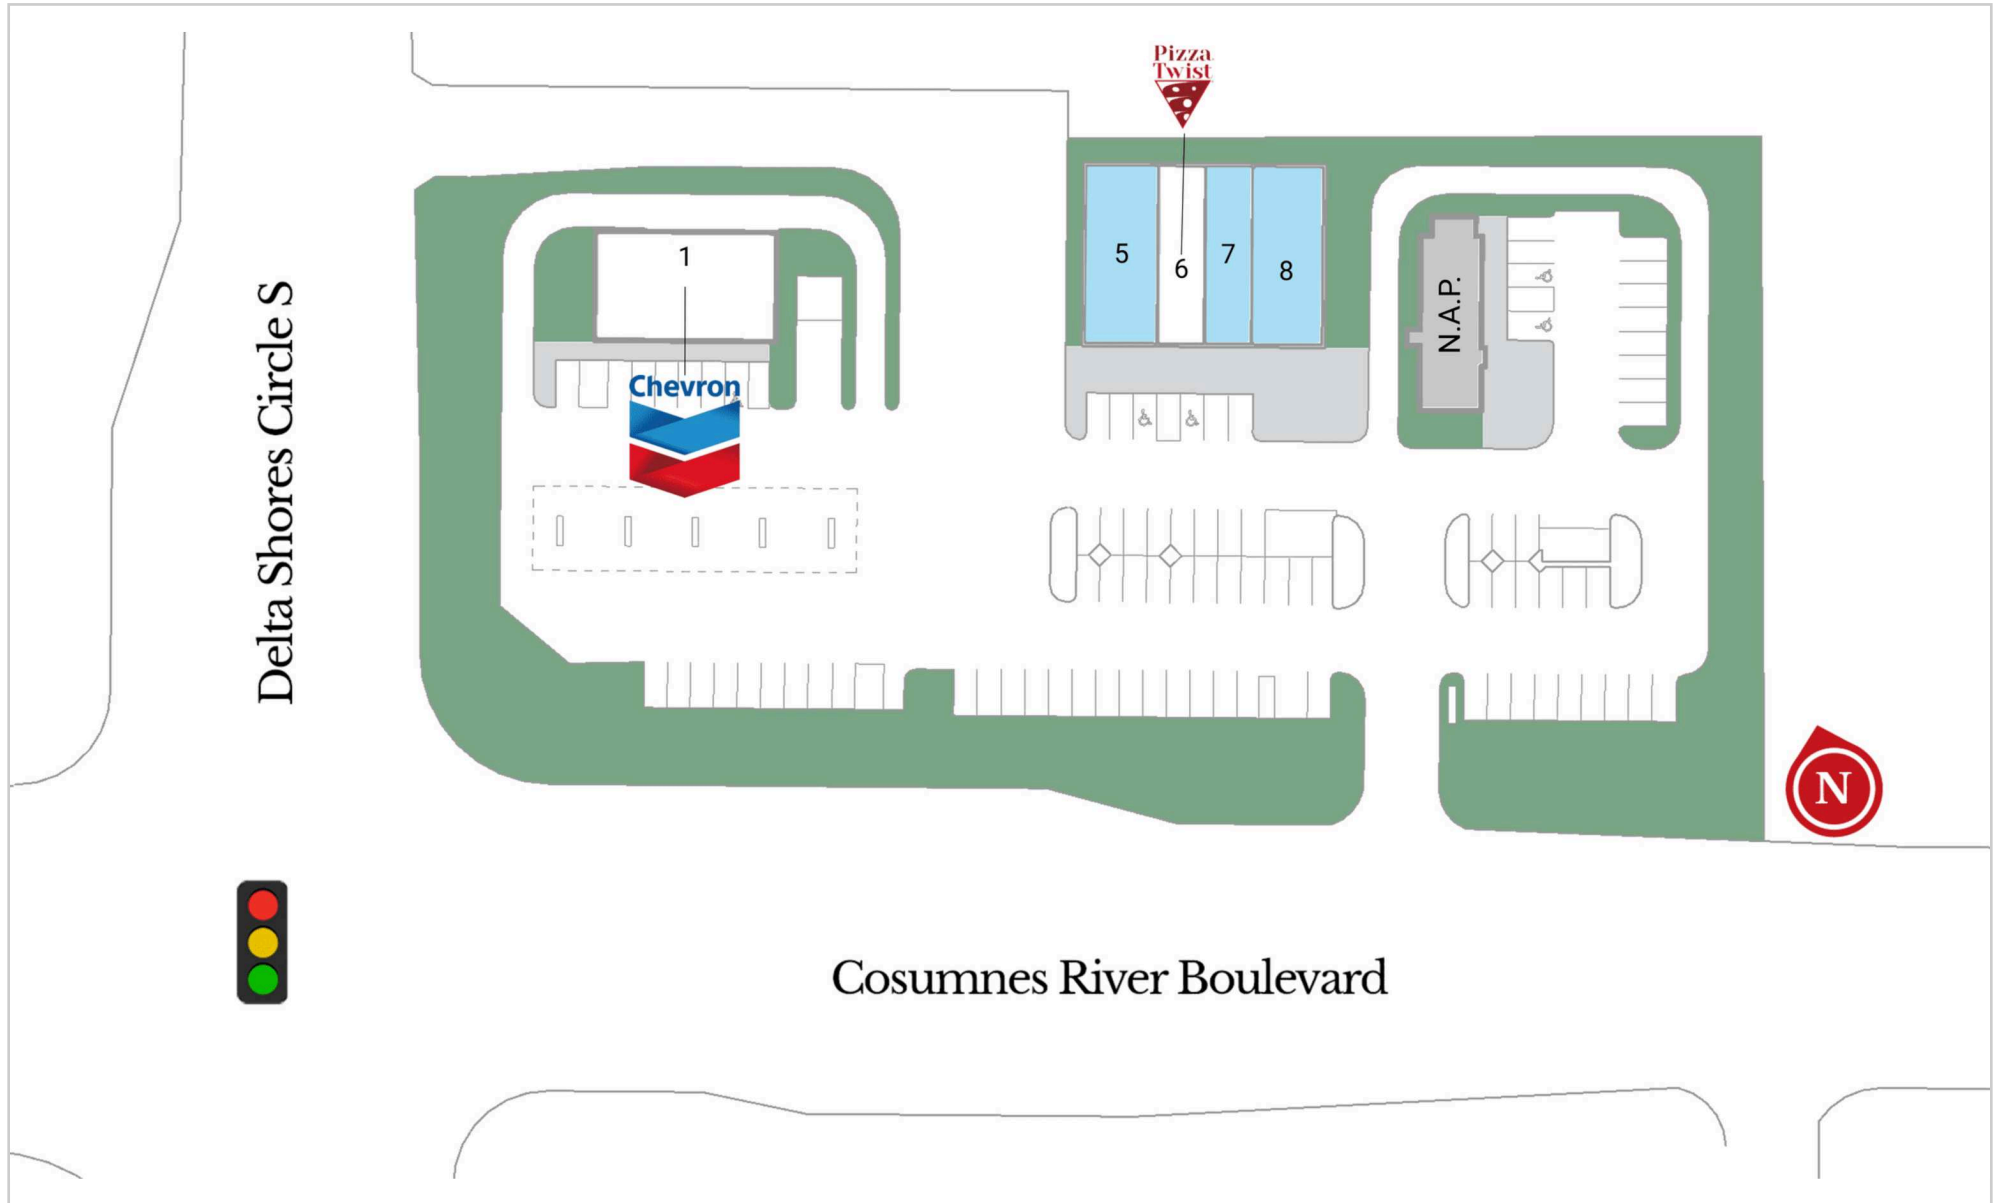 Pizza
Twist
1
5
6
7
8
N.A.P.
Chevron
Delta Shores Circle S
N
Cosumnes River Boulevard